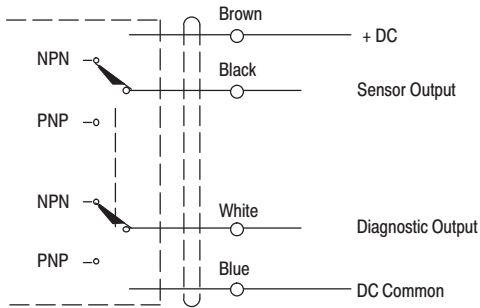 Brown
+ DC
NPN
Black
Sensor Output
PNP
NPN
White
Diagnostic Output
PNP
Blue
DC Common